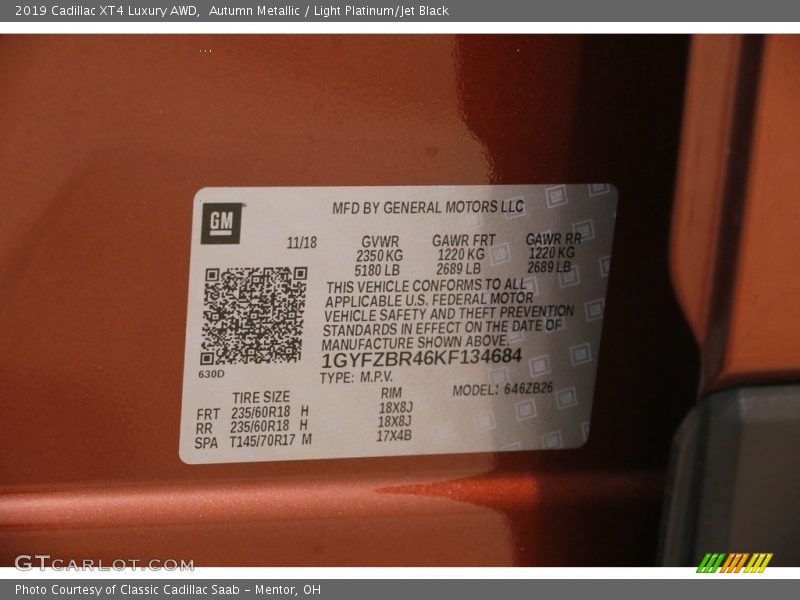 2019 Cadillac XT4 Luxury AWD, Autumn Metallic / Light Platinum/Jet Black
GM
MFD BY GENERAL MOTORS LLC
11/18 GVWR GAWR FRT GAWR RR
2350 KG 1220 KG 1220 KG
5180 LB 2689 LB 2689 LB
THIS VEHICLE CONFORMS TO ALL
APPLICABLE U.S. FEDERAL MOTOR
VEHICLE SAFETY AND THEFT PREVENTION
STANDARDS IN EFFECT ON THE DATE OF
MANUFACTURE SHOWN ABOVE.
1GYFZBR46KF134684
630D
TYPE: M.P.V. MODEL: 646ZB26
TIRE SIZE RIM
FRT 235/60R18 H 18X8J
RR 235/60R18 H 18X8J
SPA T145/70R17 M 17X4B
GTCARLOT.COM
Photo Courtesy of Classic Cadillac Saab - Mentor, OH